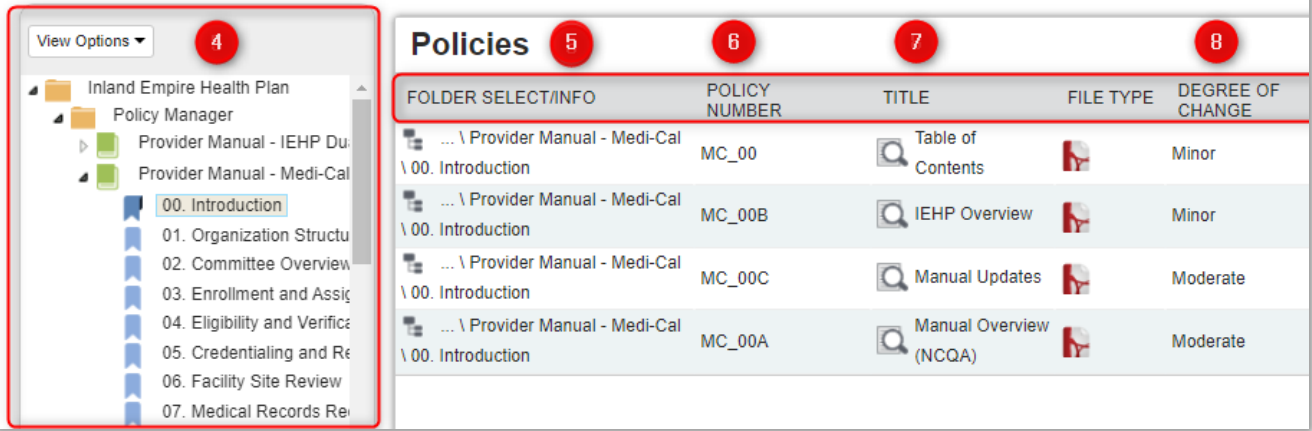 View Options
4
Inland Empire Health Plan
Policy Manager
Provider Manual - IEHP Du
Provider Manual - Medi-Cal
00. Introduction
01. Organization Structu
02. Committee Overview
03. Enrollment and Assig
04. Eligibility and Verifica
05. Credentialing and Re
06. Facility Site Review
07. Medical Records Re
Policies 5 6 7 8
FOLDER SELECT/INFO POLICY NUMBER TITLE FILE TYPE DEGREE OF CHANGE
... \ Provider Manual - Medi-Cal
\ 00. Introduction
MC_00
Table of
Contents
Minor
... \ Provider Manual - Medi-Cal
\ 00. Introduction
MC_00B
IEHP Overview
Minor
... \ Provider Manual - Medi-Cal
\ 00. Introduction
MC_00C
Manual Updates
Moderate
... \ Provider Manual - Medi-Cal
\ 00. Introduction
MC_00A
Manual Overview
(NCQA)
Moderate